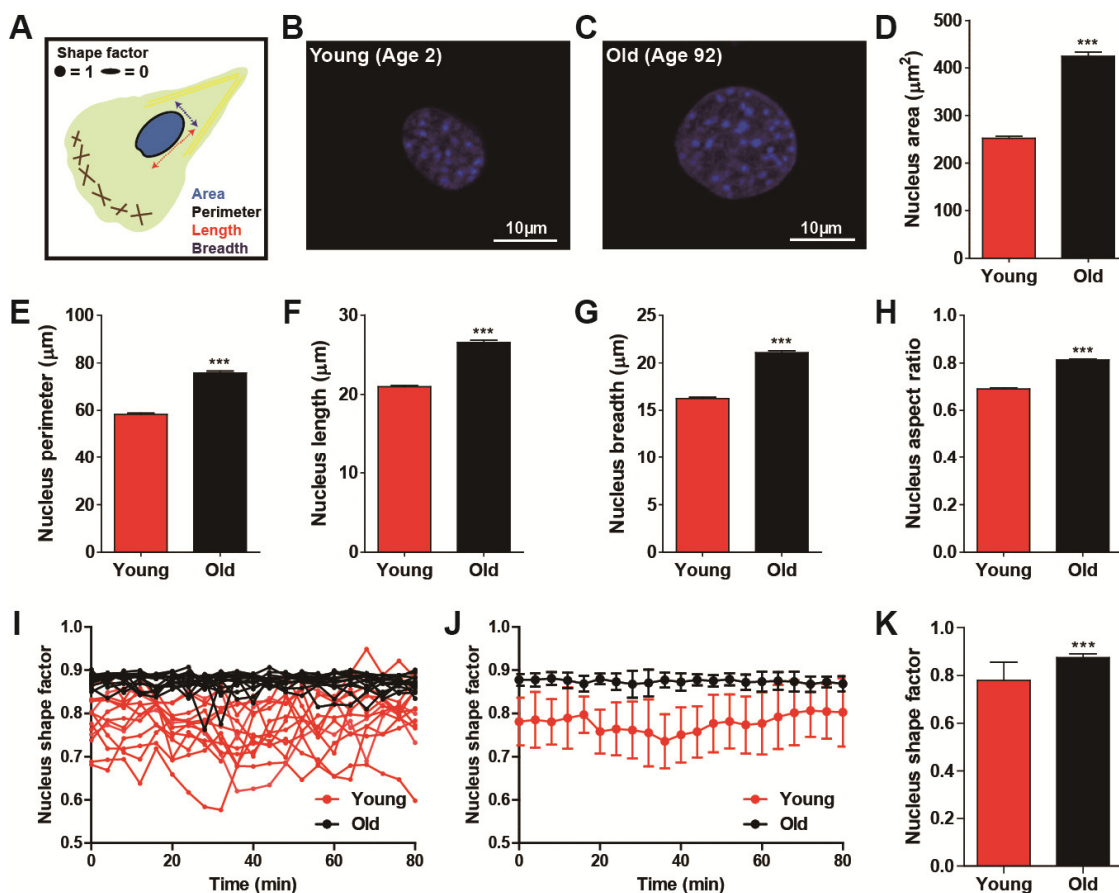 A
Shape factor
= 1 = 0
Area
Perimeter
Length
Breadth
B
Young (Age 2)
10µm
C
Old (Age 92)
10µm
D
Nucleus area (µm²)
500
400
300
200
100
0
***
Young Old
E
Nucleus perimeter (µm)
100
80
60
40
20
0
***
Young Old
F
Nucleus length (µm)
30
20
10
0
***
Young Old
G
Nucleus breadth (µm)
25
20
15
10
5
0
***
Young Old
H
Nucleus aspect ratio
1.0
0.8
0.6
0.4
0.2
0.0
***
Young Old
I
Nucleus shape factor
1.0
0.9
0.8
0.7
0.6
0.5
Young
Old
0 20 40 60 80
Time (min)
J
Nucleus shape factor
1.0
0.9
0.8
0.7
0.6
0.5
Young
Old
0 20 40 60 80
Time (min)
K
Nucleus shape factor
1.0
0.8
0.6
0.4
0.2
0.0
***
Young Old